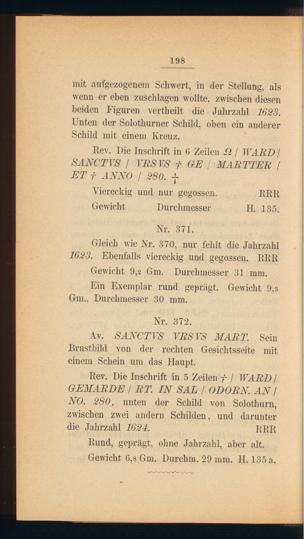 198
mit aufgezogenem Schwert, in der Stellung, als
wenn er eben zuschlagen wollte, zwischen diesen
beiden Figuren vertheilt die Jahrzahl 1623.
Unten der Solothurner Schild, oben ein anderer
Schild mit einem Kreuz.
Rev. Die Inschrift in 6 Zeilen Ω / WARD /
SANCTVS / VRSVS † GE / MARTTER /
ET † ANNO / 280. ‡
Viereckig und nur gegossen. RRR
Gewicht Durchmesser H. 135.
Nr. 371.
Gleich wie Nr. 370, nur fehlt die Jahrzahl
1623. Ebenfalls viereckig und gegossen. RRR
Gewicht 9,2 Gm. Durchmesser 31 mm.
Ein Exemplar rund geprägt. Gewicht 9,3
Gm., Durchmesser 30 mm.
Nr. 372.
Av. SANCTVS VRSVS MART. Sein
Brustbild von der rechten Gesichtsseite mit
einem Schein um das Haupt.
Rev. Die Inschrift in 5 Zeilen † / WARD /
GEMARDE / RT. IN SAL / ODORN. AN /
NO. 280, unten der Schild von Solothurn,
zwischen zwei andern Schilden, und darunter
die Jahrzahl 1624. RRR
Rund, geprägt, ohne Jahrzahl, aber alt.
Gewicht 6,8 Gm. Durchm. 29 mm. H. 135 a.